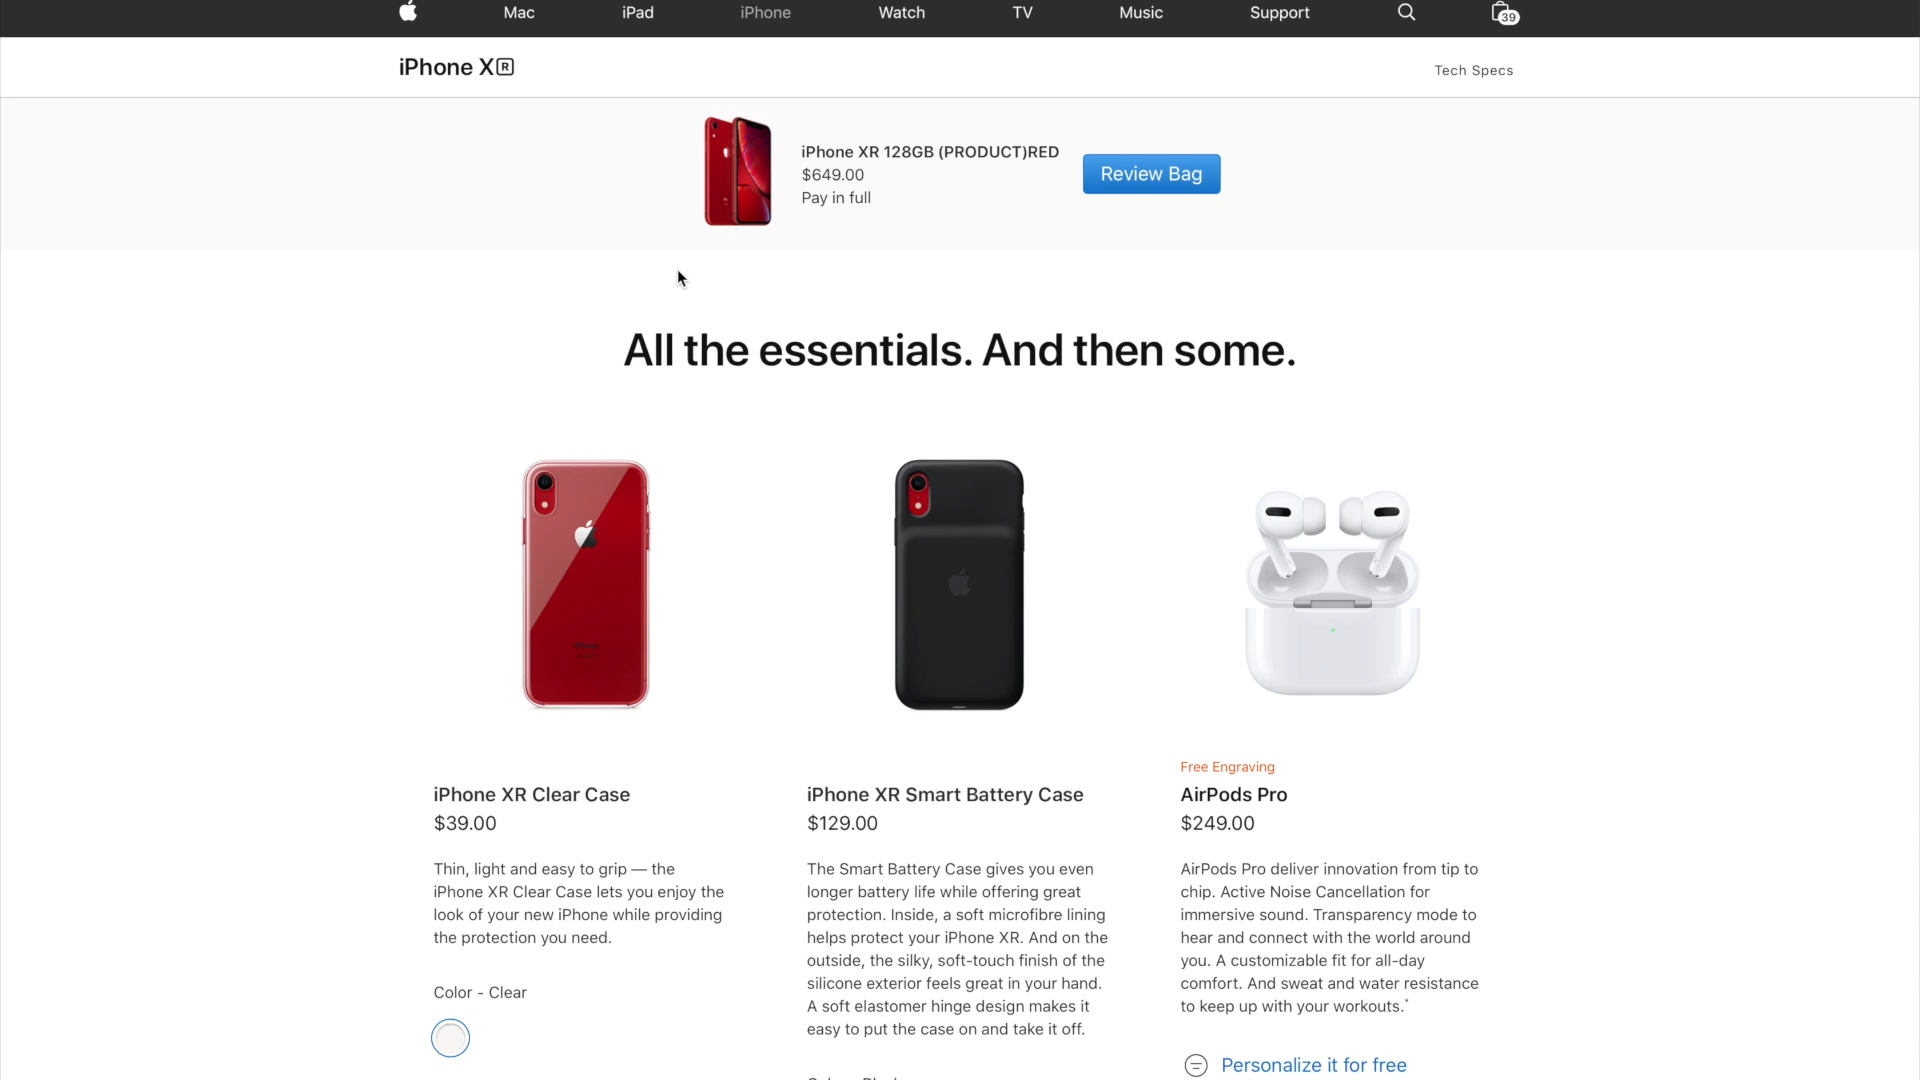 Mac iPad iPhone Watch TV Music Support 39
iPhone XR
Tech Specs
iPhone XR 128GB (PRODUCT)RED
$649.00
Pay in full
Review Bag
All the essentials. And then some.
iPhone XR Clear Case
$39.00
Thin, light and easy to grip — the
iPhone XR Clear Case lets you enjoy the
look of your new iPhone while providing
the protection you need.
Color - Clear
iPhone XR Smart Battery Case
$129.00
The Smart Battery Case gives you even
longer battery life while offering great
protection. Inside, a soft microfibre lining
helps protect your iPhone XR. And on the
outside, the silky, soft-touch finish of the
silicone exterior feels great in your hand.
A soft elastomer hinge design makes it
easy to put the case on and take it off.
Free Engraving
AirPods Pro
$249.00
AirPods Pro deliver innovation from tip to
chip. Active Noise Cancellation for
immersive sound. Transparency mode to
hear and connect with the world around
you. A customizable fit for all-day
comfort. And sweat and water resistance
to keep up with your workouts.*
Personalize it for free